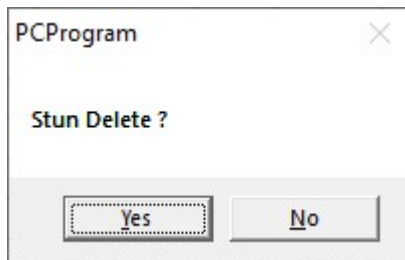 PCProgram
Stun Delete ?
Yes No